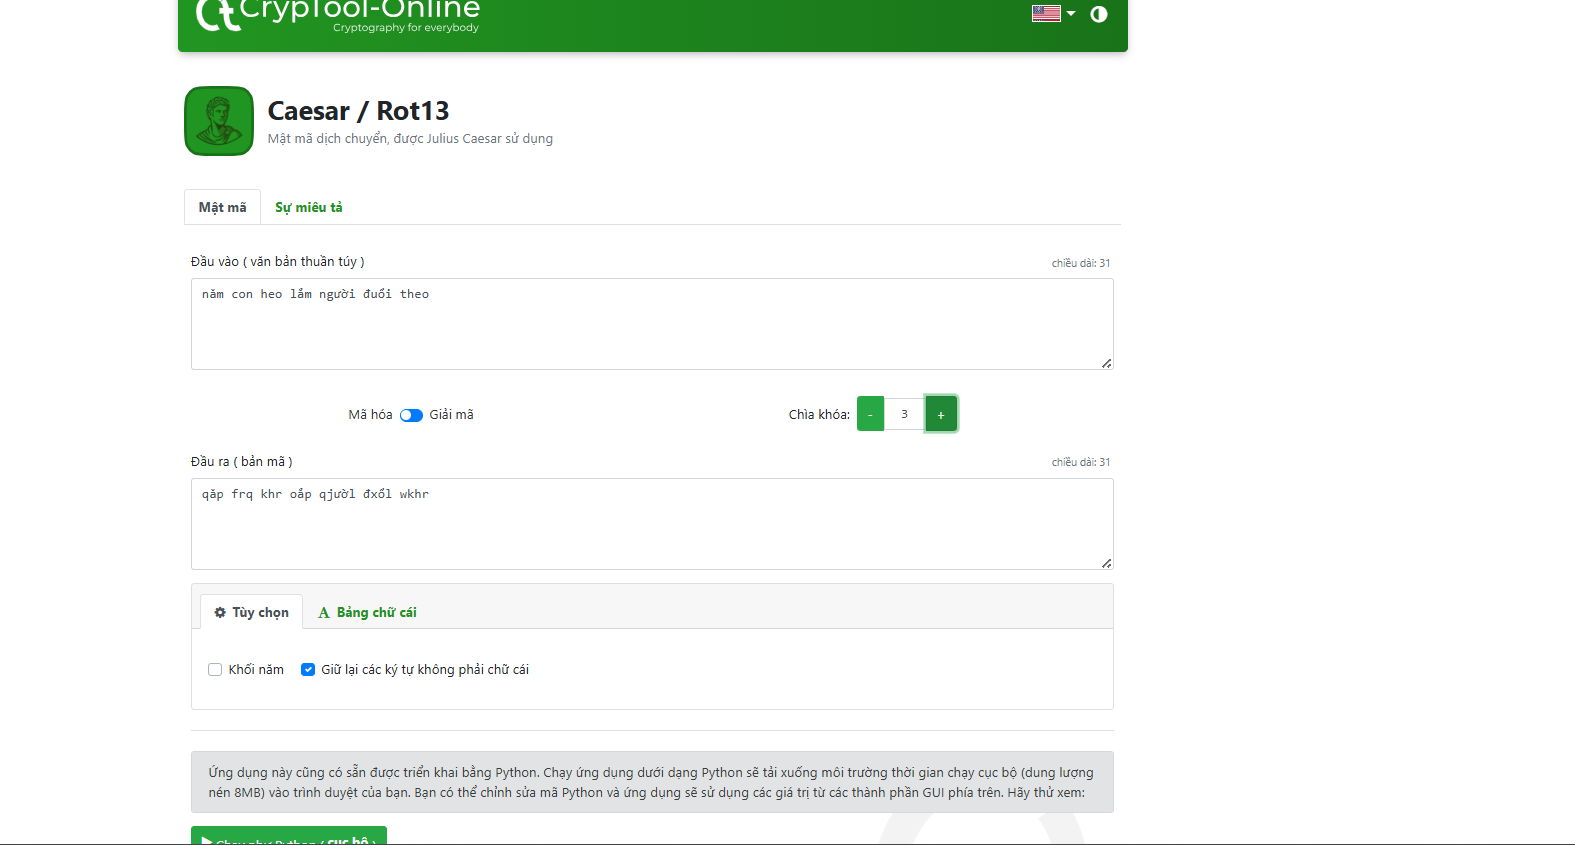 CrypTool-Online
Cryptography for everybody
Caesar / Rot13
Mật mã dịch chuyển, được Julius Caesar sử dụng
Mật mã Sự miêu tả
Đầu vào ( văn bản thuần túy ) chiều dài: 31
năm con heo lắm người đuổi theo
Mã hóa Giải mã Chìa khóa: - 3 +
Đầu ra ( bản mã ) chiều dài: 31
qăp frq khr oắp qjườl đxổl wkhr
Tùy chọn A Bảng chữ cái
Khối năm Giữ lại các ký tự không phải chữ cái
Ứng dụng này cũng có sẵn được triển khai bằng Python. Chạy ứng dụng dưới dạng Python sẽ tải xuống môi trường thời gian chạy cục bộ (dung lượng
nén 8MB) vào trình duyệt của bạn. Bạn có thể chỉnh sửa mã Python và ứng dụng sẽ sử dụng các giá trị từ các thành phần GUI phía trên. Hãy thử xem:
Chạy như Python ( cục bộ )